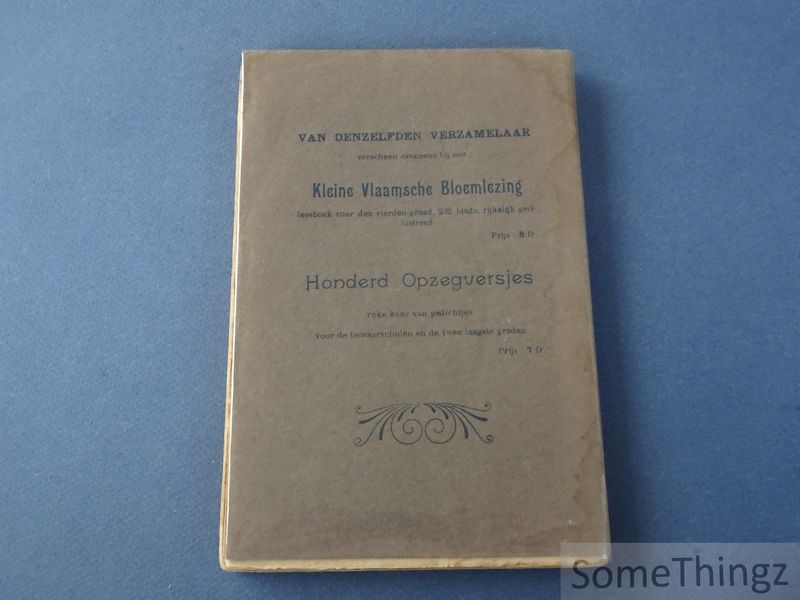 VAN DENZELFDEN VERZAMELAAR
verscheen eveneens bij ons :
Kleine Vlaamsche Bloemlezing
leesboek voor den vierden graad, 232 bladz. rijkelijk geïl-
lustreed
Prijs : 8 fr.
Honderd Opzegversjes
rijke keuz van gedichtjes
voor de bewaarscholen en de twee laagste graden
Prijs 7 fr.
SomeThingz